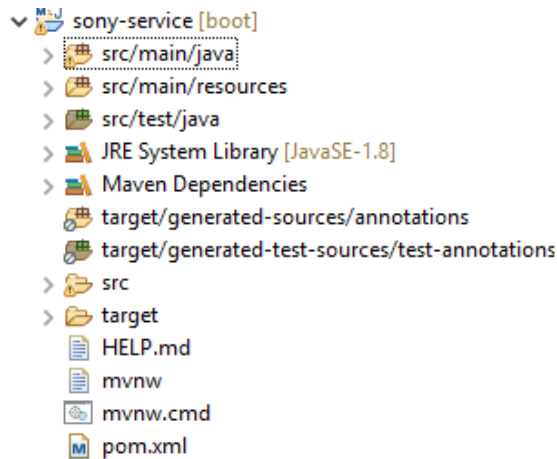 sony-service [boot]
src/main/java
src/main/resources
src/test/java
JRE System Library [JavaSE-1.8]
Maven Dependencies
target/generated-sources/annotations
target/generated-test-sources/test-annotations
src
target
HELP.md
mvnw
mvnw.cmd
pom.xml